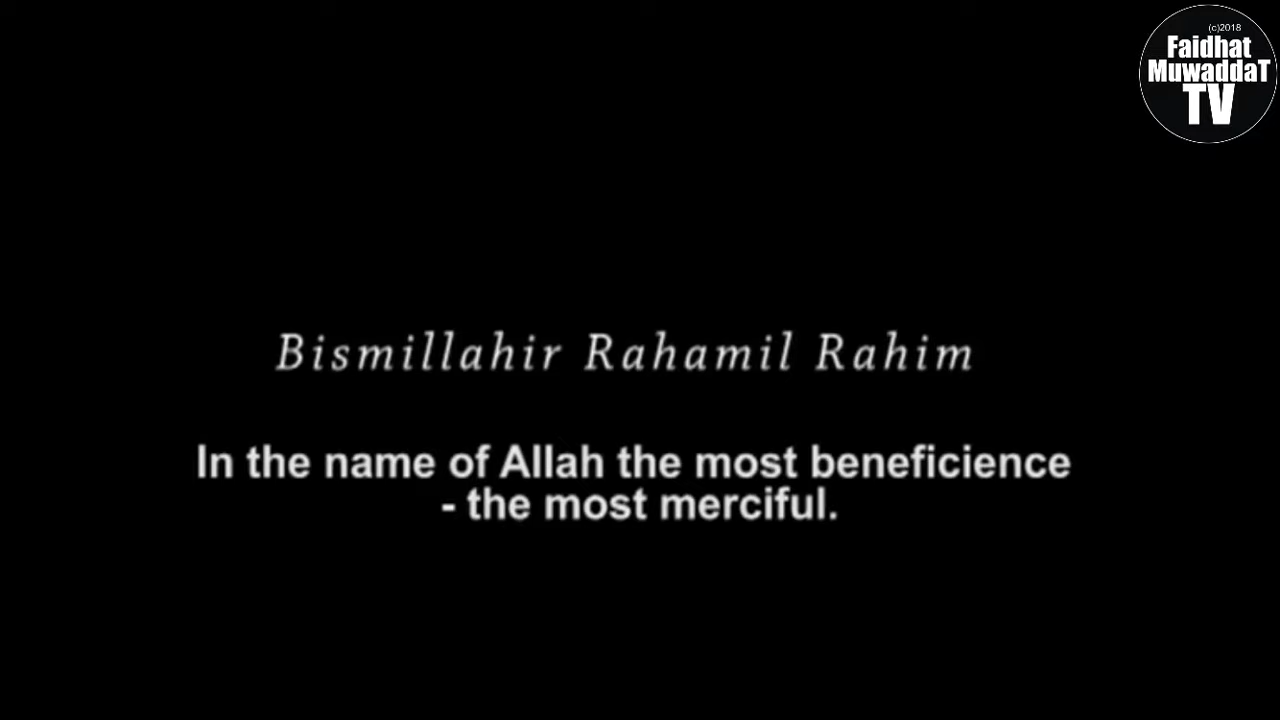 (c)2018
Faidhat
MuwaddaT
TV
Bismillahir Rahamil Rahim
In the name of Allah the most beneficience
- the most merciful.